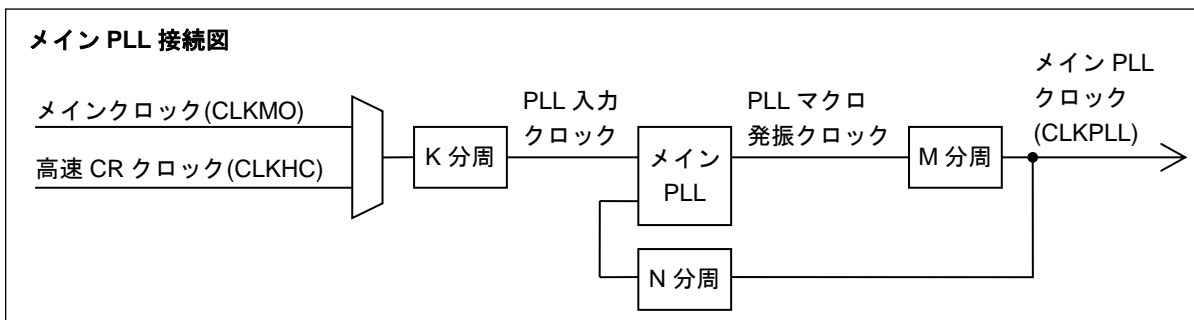 メイン PLL 接続図
メインクロック(CLKMO)
高速 CR クロック(CLKHC)
K 分周
PLL 入力
クロック
メイン
PLL
PLL マクロ
発振クロック
M 分周
メイン PLL
クロック
(CLKPLL)
N 分周